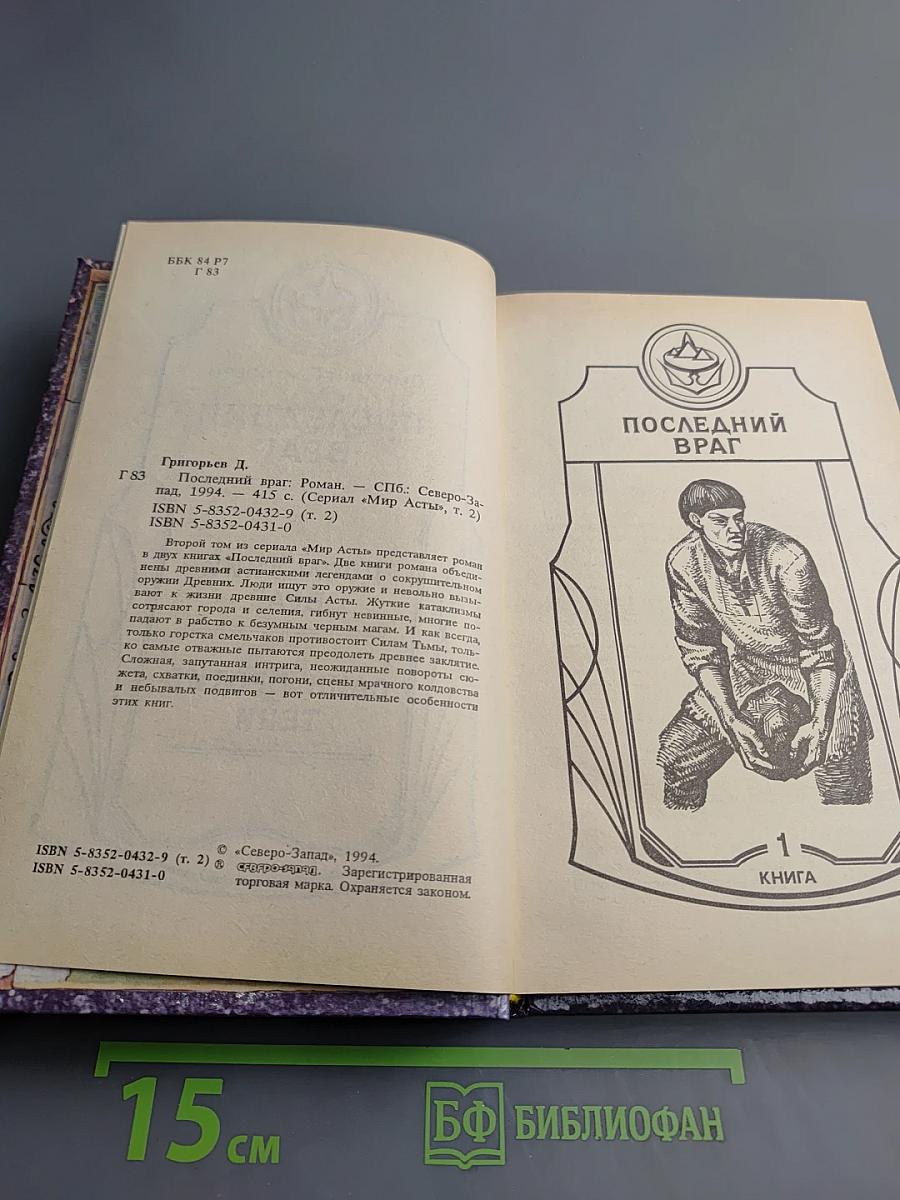 ББК 84 Р7
Г 83
Григорьев Д.
Г 83 Последний враг: Роман. — СПб.: Северо-За-
пад, 1994. — 415 с. (Сериал «Мир Асты», т. 2)
ISBN 5-8352-0432-9 (т. 2)
ISBN 5-8352-0431-0
Второй том из сериала «Мир Асты» представляет роман
в двух книгах «Последний враг». Две книги романа объеди-
нены древними астианскими легендами о сокрушительном
оружии Древних. Люди ищут это оружие и невольно вызы-
вают к жизни древние Силы Асты. Жуткие катаклизмы
сотрясают города и селения, гибнут невинные, многие по-
падают в рабство к безумным черным магам. И как всегда,
только горстка смельчаков противостоит Силам Тьмы, толь-
ко самые отважные пытаются преодолеть древнее заклятие.
Сложная, запутанная интрига, неожиданные повороты сю-
жета, схватки, поединки, погони, сцены мрачного колдовства
и небывалых подвигов — вот отличительные особенности
этих книг.
ISBN 5-8352-0432-9 (т. 2) © «Северо-Запад», 1994.
ISBN 5-8352-0431-0 ® СЕВЕРО-ЗАПАД. Зарегистрированная
торговая марка. Охраняется законом.
ПОСЛЕДНИЙ
ВРАГ
1
КНИГА
15 см
БФ БИБЛИОФАН